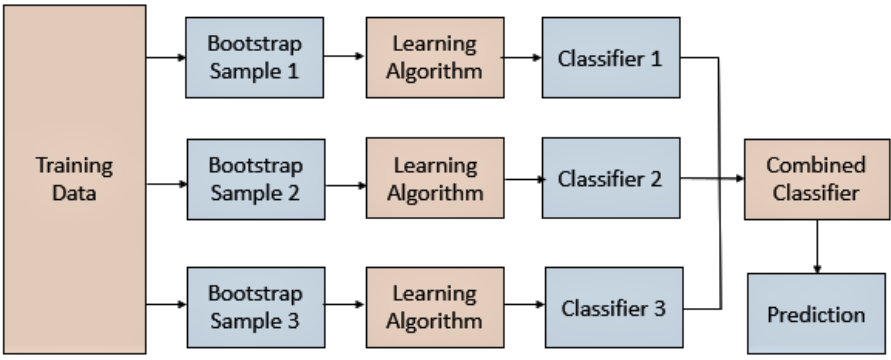 Training
Data
Bootstrap
Sample 1
Learning
Algorithm
Classifier 1
Bootstrap
Sample 2
Learning
Algorithm
Classifier 2
Bootstrap
Sample 3
Learning
Algorithm
Classifier 3
Combined
Classifier
Prediction